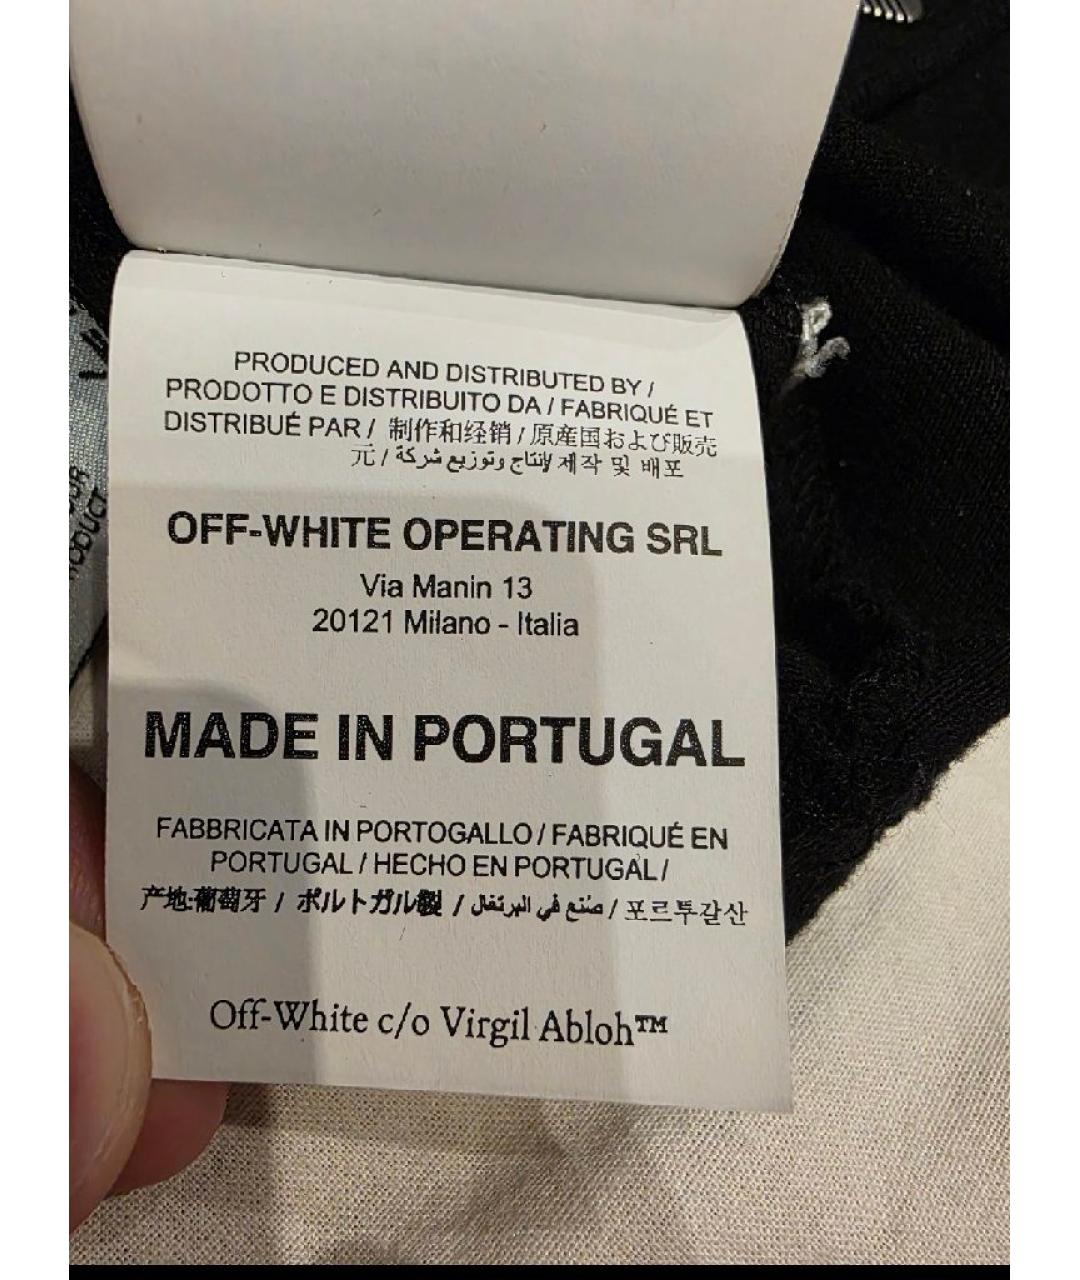 PRODUCED AND DISTRIBUTED BY /
PRODOTTO E DISTRIBUITO DA / FABRIQUÉ ET
DISTRIBUÉ PAR / 制作和经销 / 原産国および販売
元 / إنتاج وتوزيع شركة / 제작 및 배포
OFF-WHITE OPERATING SRL
Via Manin 13
20121 Milano - Italia
MADE IN PORTUGAL
FABBRICATA IN PORTOGALLO / FABRIQUÉ EN
PORTUGAL / HECHO EN PORTUGAL /
产地:葡萄牙 / ポルトガル製 / صنع في البرتغال / 포르투갈산
Off-White c/o Virgil Abloh™